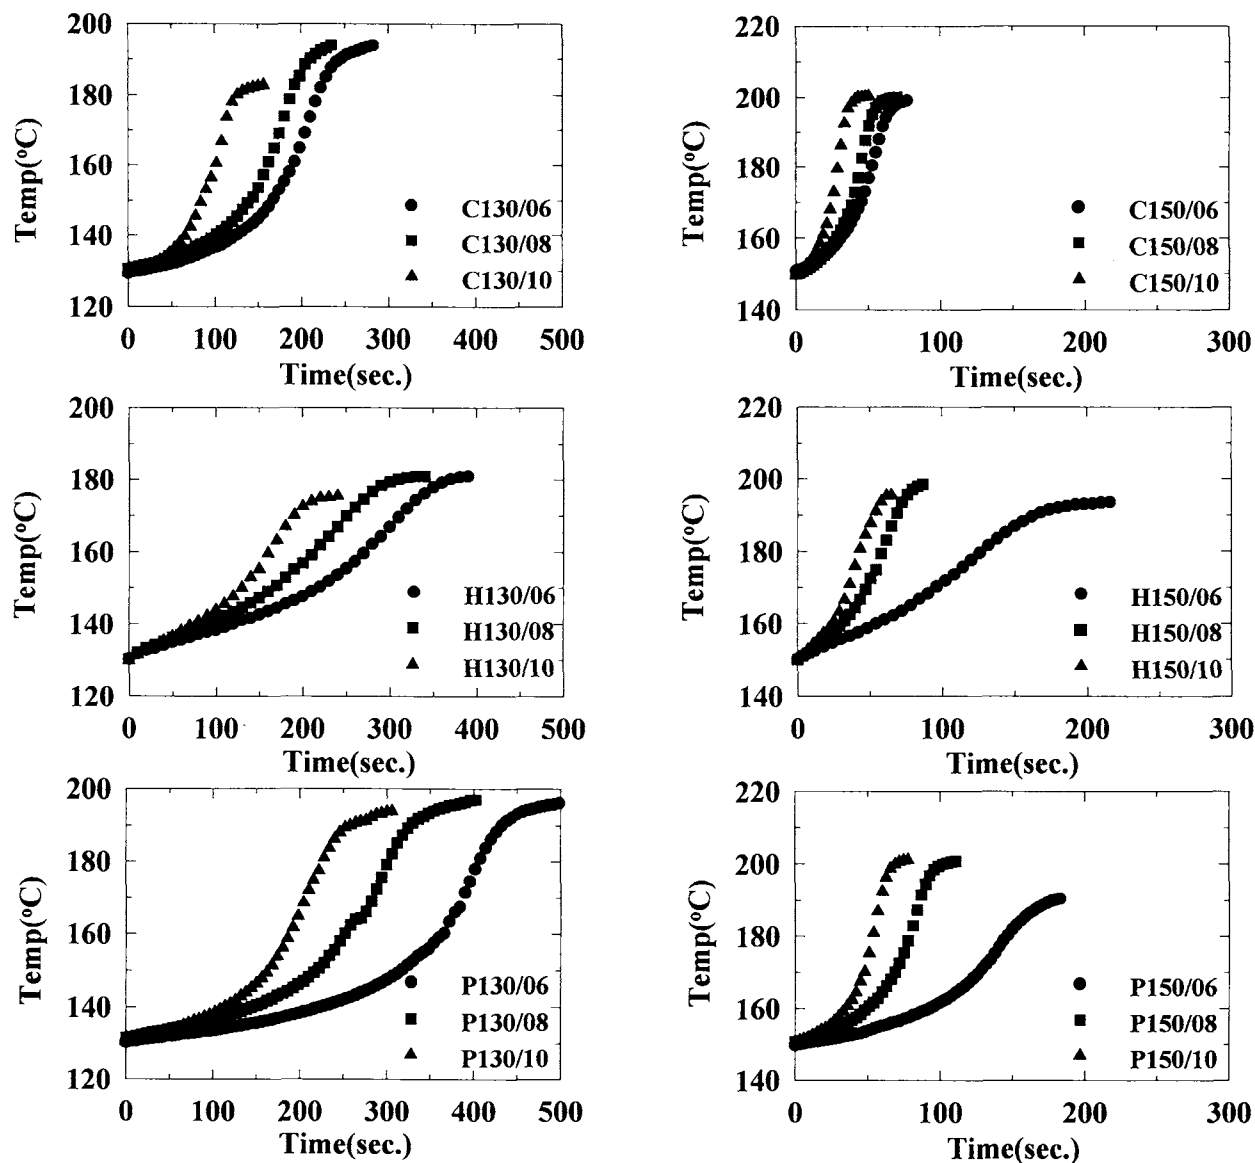 200
180
160
140
120
Temp(°C)
C130/06
C130/08
C130/10
0 100 200 300 400 500
Time(sec.)
220
200
180
160
140
Temp(°C)
C150/06
C150/08
C150/10
0 100 200 300
Time(sec.)
200
180
160
140
120
Temp(°C)
H130/06
H130/08
H130/10
0 100 200 300 400 500
Time(sec.)
220
200
180
160
140
Temp(°C)
H150/06
H150/08
H150/10
0 100 200 300
Time(sec.)
200
180
160
140
120
Temp(°C)
P130/06
P130/08
P130/10
0 100 200 300 400 500
Time(sec.)
220
200
180
160
140
Temp(°C)
P150/06
P150/08
P150/10
0 100 200 300
Time(sec.)